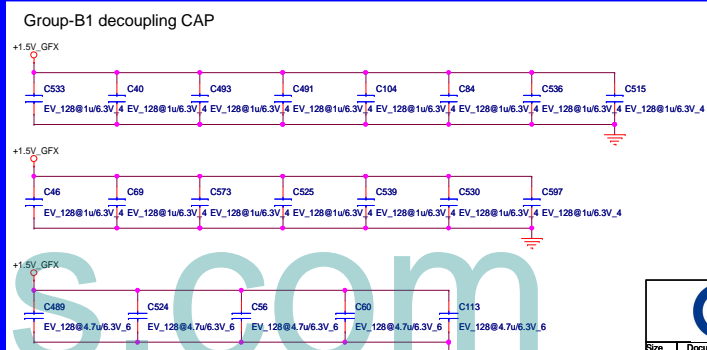 Group-B1 decoupling CAP
+1.5V_GFX
C533 C40 C493 C491 C104 C84 C536 C515
EV_128@1u/6.3V_4 EV_128@1u/6.3V_4 EV_128@1u/6.3V_4 EV_128@1u/6.3V_4 EV_128@1u/6.3V_4 EV_128@1u/6.3V_4 EV_128@1u/6.3V_4 EV_128@1u/6.3V_4
+1.5V_GFX
C46 C69 C573 C525 C539 C530 C597
EV_128@1u/6.3V_4 EV_128@1u/6.3V_4 EV_128@1u/6.3V_4 EV_128@1u/6.3V_4 EV_128@1u/6.3V_4 EV_128@1u/6.3V_4 EV_128@1u/6.3V_4
s.com
+1.5V_GFX
C489 C524 C56 C60 C113
EV_128@4.7u/6.3V_6 EV_128@4.7u/6.3V_6 EV_128@4.7u/6.3V_6 EV_128@4.7u/6.3V_6 EV_128@4.7u/6.3V_6
Size